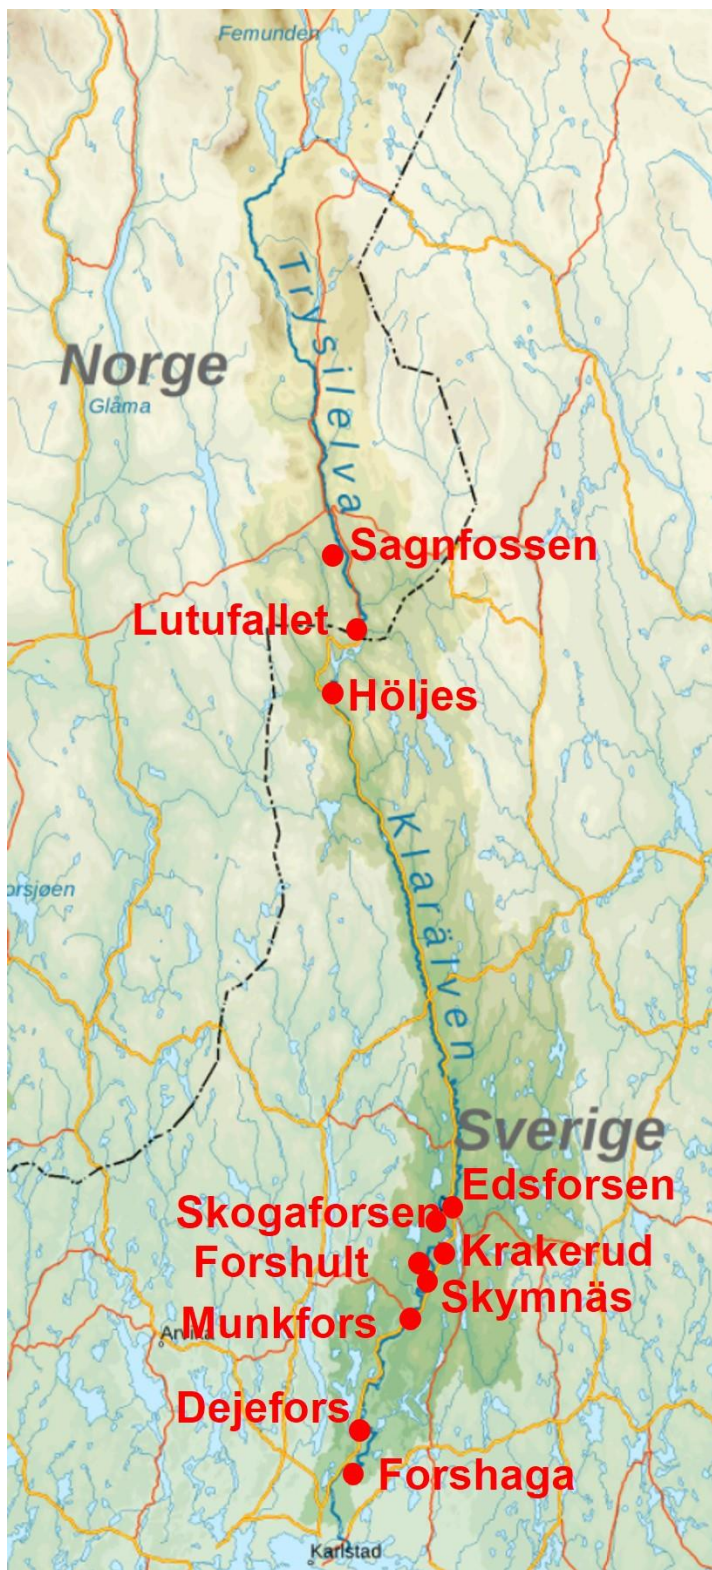 Femunden
Trysilelva
Norge
Glåma
Sagnfossen
Lutufallet
Höljes
Klarälven
orsjøen
Sverige
Edsforsen
Skogaforsen
Krakerud
Forshult
Skymnäs
Munkfors
Dejefors
Forshaga
Karlstad